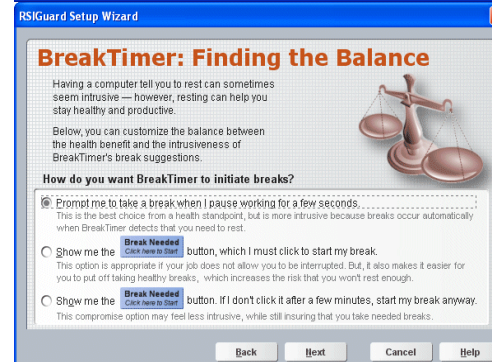 RSIGuard Setup Wizard
BreakTimer: Finding the Balance
Having a computer tell you to rest can sometimes
seem intrusive — however, resting can help you
stay healthy and productive.
Below, you can customize the balance between
the health benefit and the intrusiveness of
BreakTimer's break suggestions.
How do you want BreakTimer to initiate breaks?
Prompt me to take a break when I pause working for a few seconds.
This is the best choice from a health standpoint, but is more intrusive because breaks occur automatically
when BreakTimer detects that you need to rest.
Show me the Break Needed Click here to Start button, which I must click to start my break.
This option is appropriate if your job does not allow you to be interrupted. But, it also makes it easier for
you to put off taking healthy breaks, which increases the risk that you won't rest enough.
Show me the Break Needed Click here to Start button. If I don't click it after a few minutes, start my break anyway.
This compromise option may feel less intrusive, while still insuring that you take needed breaks.
Back Next Cancel Help